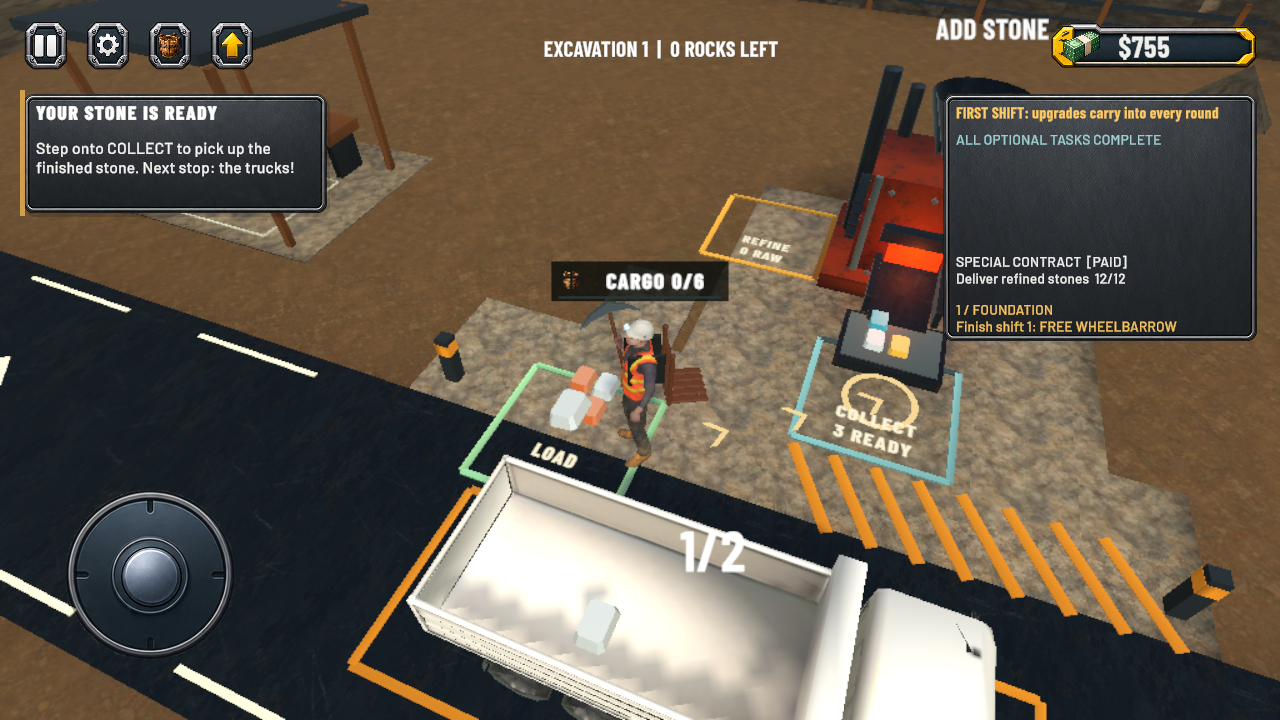 ADD STONE
$755
EXCAVATION 1 | 0 ROCKS LEFT
YOUR STONE IS READY
Step onto COLLECT to pick up the
finished stone. Next stop: the trucks!
FIRST SHIFT: upgrades carry into every round
ALL OPTIONAL TASKS COMPLETE
SPECIAL CONTRACT [PAID]
Deliver refined stones 12/12
1 / FOUNDATION
Finish shift 1: FREE WHEELBARROW
REFINE
0 RAW
CARGO 0/6
COLLECT
3 READY
LOAD
1/2